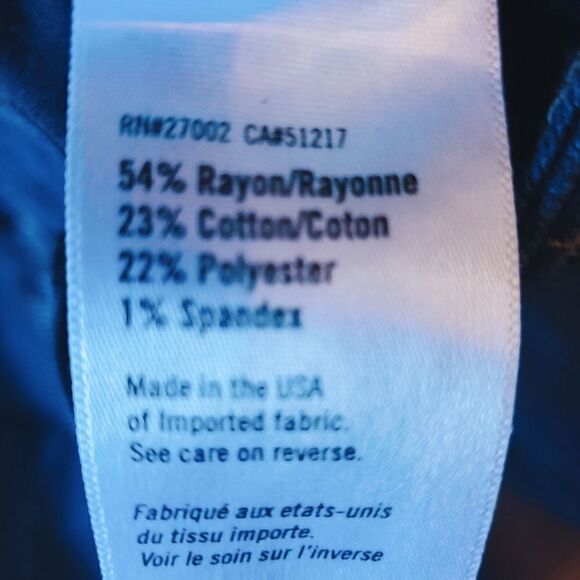 RN#27002 CA#51217
54% Rayon/Rayonne
23% Cotton/Coton
22% Polyester
1% Spandex
Made in the USA
of Imported fabric.
See care on reverse.
Fabriqué aux etats-unis
du tissu importe.
Voir le soin sur l'inverse